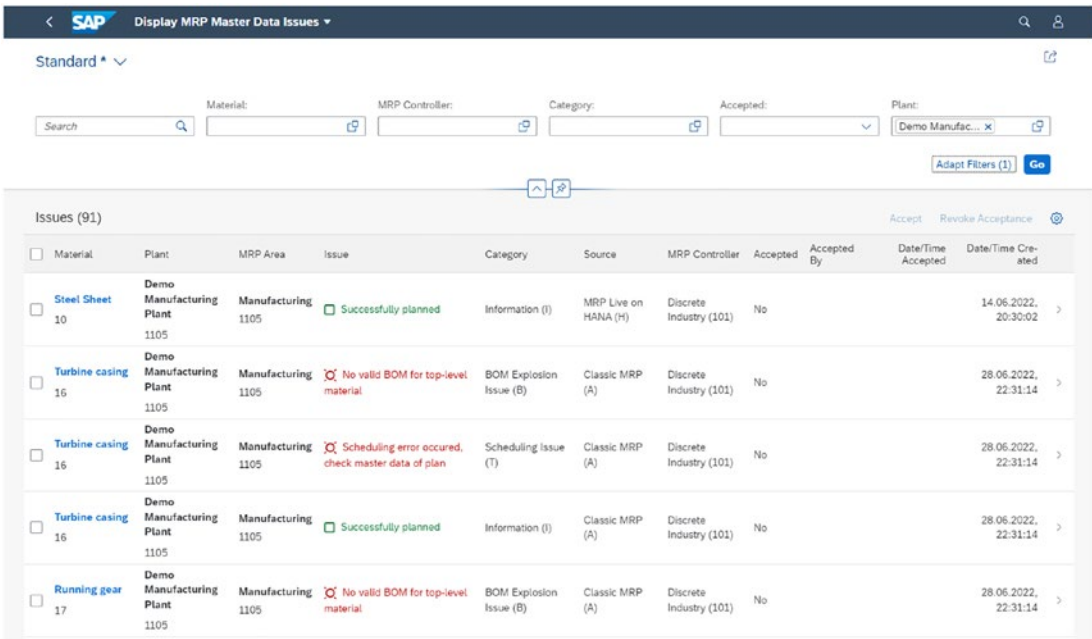 SAP Display MRP Master Data Issues
Standard *
Material: MRP Controller: Category: Accepted: Plant:
Search Demo Manufac...
Adapt Filters (1) Go
Issues (91) Accept Revoke Acceptance
Material Plant MRP Area Issue Category Source MRP Controller Accepted Accepted By Date/Time Accepted Date/Time Cre-ated
Steel Sheet
10
Demo
Manufacturing
Plant
1105
Manufacturing
1105
Successfully planned
Information (I)
MRP Live on
HANA (H)
Discrete
Industry (101)
No
14.06.2022,
20:30:02
Turbine casing
16
Demo
Manufacturing
Plant
1105
Manufacturing
1105
No valid BOM for top-level
material
BOM Explosion
Issue (B)
Classic MRP
(A)
Discrete
Industry (101)
No
28.06.2022,
22:31:14
Turbine casing
16
Demo
Manufacturing
Plant
1105
Manufacturing
1105
Scheduling error occured,
check master data of plan
Scheduling Issue
(T)
Classic MRP
(A)
Discrete
Industry (101)
No
28.06.2022,
22:31:14
Turbine casing
16
Demo
Manufacturing
Plant
1105
Manufacturing
1105
Successfully planned
Information (I)
Classic MRP
(A)
Discrete
Industry (101)
No
28.06.2022,
22:31:14
Running gear
17
Demo
Manufacturing
Plant
1105
Manufacturing
1105
No valid BOM for top-level
material
BOM Explosion
Issue (B)
Classic MRP
(A)
Discrete
Industry (101)
No
28.06.2022,
22:31:14